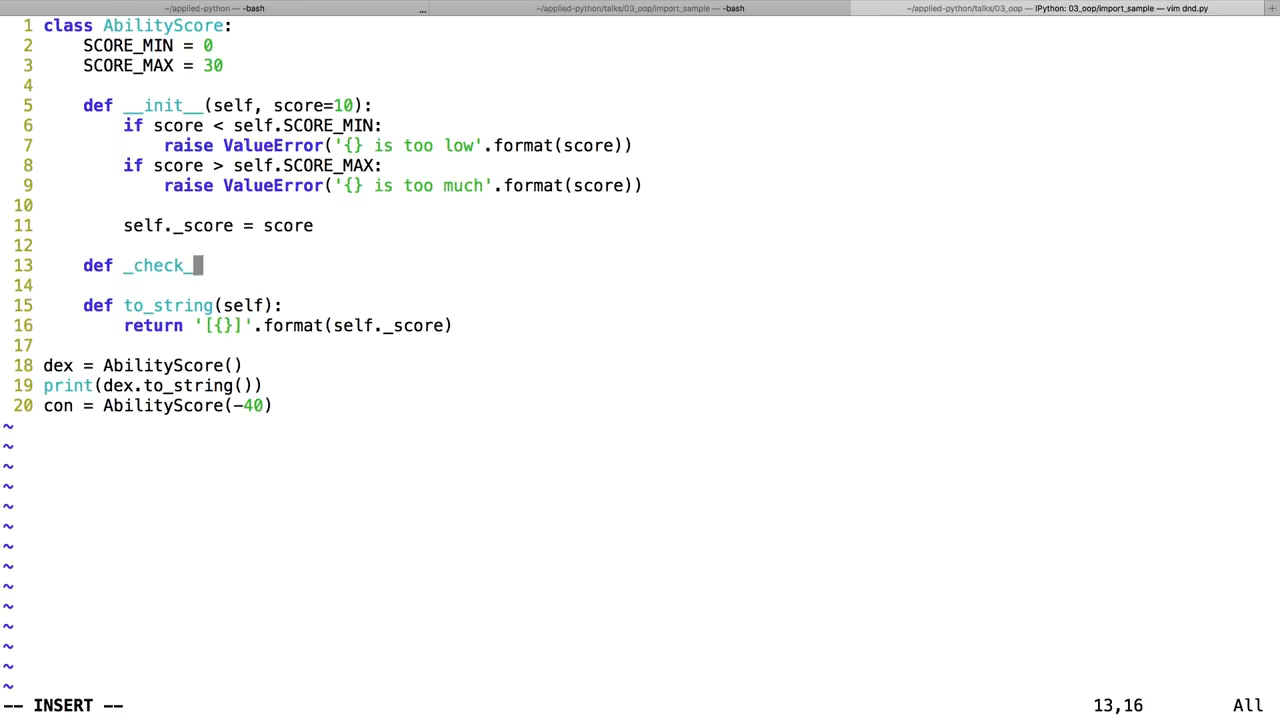 ~/applied-python — -bash
...
~/applied-python/talks/03_oop/import_sample — -bash
~/applied-python/talks/03_oop — IPython: 03_oop/import_sample — vim dnd.py
+
1 class AbilityScore:
2     SCORE_MIN = 0
3     SCORE_MAX = 30
4
5     def __init__(self, score=10):
6         if score < self.SCORE_MIN:
7             raise ValueError('{} is too low'.format(score))
8         if score > self.SCORE_MAX:
9             raise ValueError('{} is too much'.format(score))
10
11         self._score = score
12
13     def _check_
14
15     def to_string(self):
16         return '[{}]'.format(self._score)
17
18 dex = AbilityScore()
19 print(dex.to_string())
20 con = AbilityScore(-40)
~
~
~
~
~
~
~
~
~
~
~
~
~
~
-- INSERT -- 13,16 All